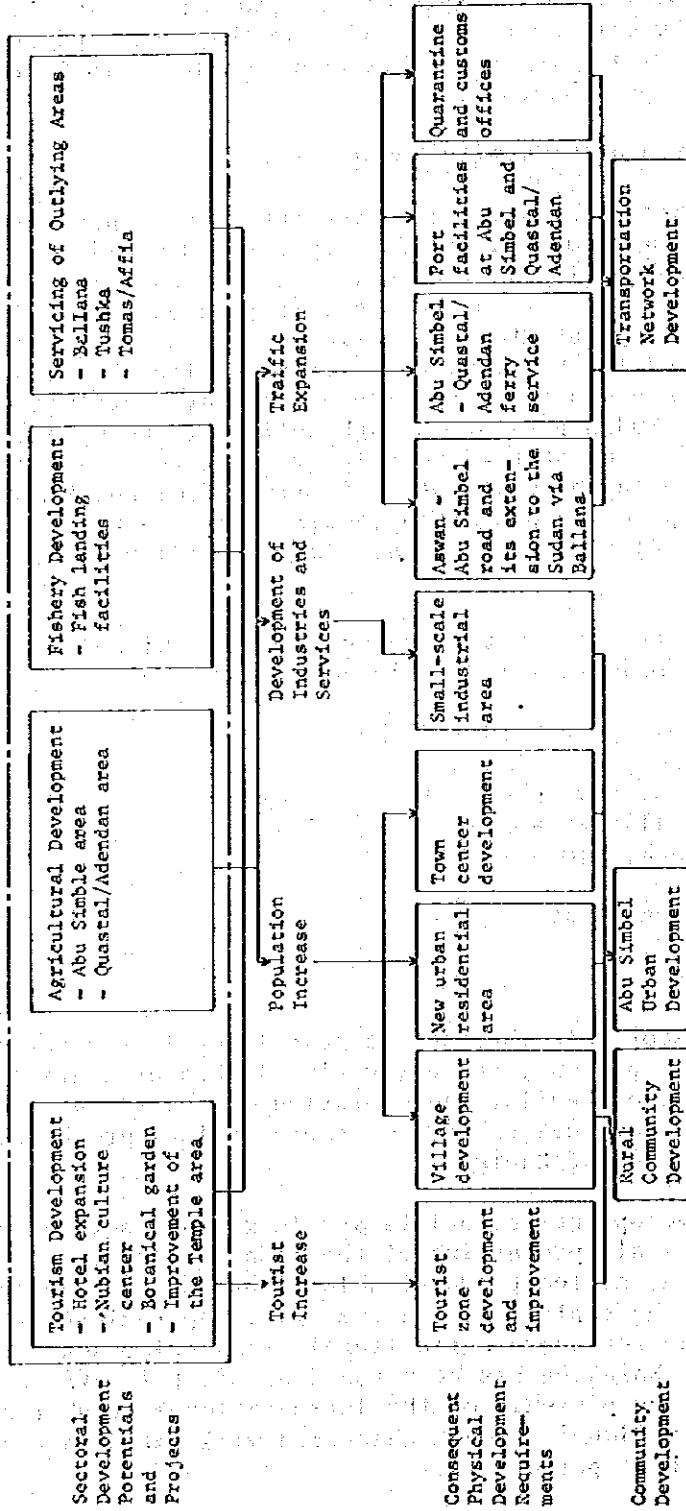 Sectoral
Development
Potentials
and
Projects
Tourism Development
- Hotel expansion
- Nubian culture
center
- Botanical garden
- Improvement of
the Temple area
Agricultural Development
- Abu Simble area
- Quastal/Adendan area
Fishery Development
- Fish landing
facilities
Servicing of Outlying Areas
- Ballana
- Tushka
- Tomas/Affia
Tourist
Increase
Population
Increase
Development of
Industries and
Services
Traffic
Expansion
Consequent
Physical
Development
Require-
ments
Tourist
zone
development
and
improvement
Village
development
New urban
residential
area
Town
center
development
Small-scale
industrial
area
Aswan -
Abu Simbel
road and
its exten-
sion to the
Sudan via
Ballana
Abu Simbel
- Quastal/
Adendan
ferry
service
Port
facilities
at Abu
Simbel and
Quastal/
Adendan
Quarantine
and customs
offices
Community
Development
Rural
Community
Development
Abu Simbel
Urban
Development
Transportation
Network
Development